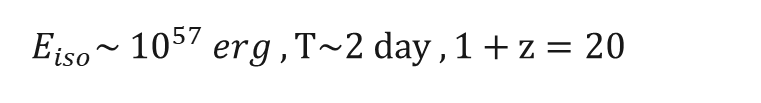 E_iso ~ 10^57 erg , T~2 day , 1 + z = 20